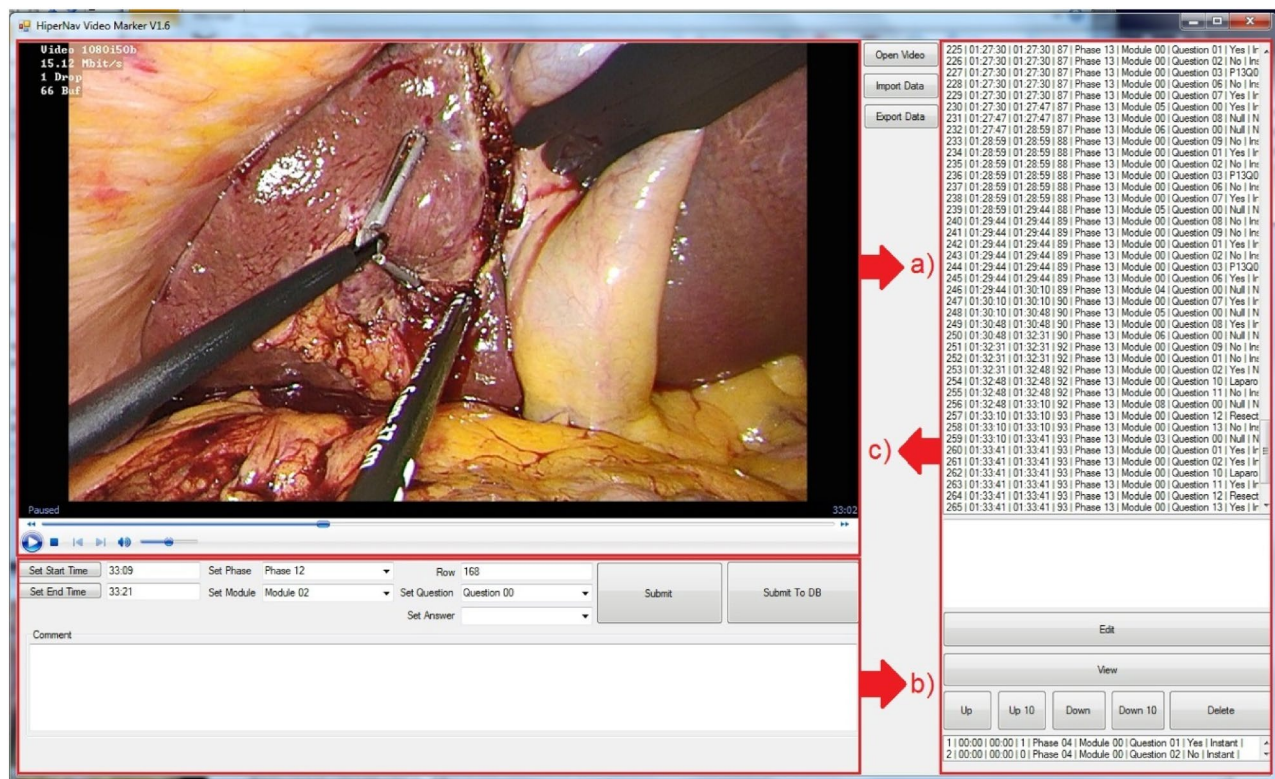 HiperNav Video Marker V1.6
Video 1080i50b
15.12 Mbit/s
1 Drop
66 Buf
Open Video
Import Data
Export Data
225 | 01:27:30 | 01:27:30 | 87 | Phase 13 | Module 00 | Question 01 | Yes | Ir
226 | 01:27:30 | 01:27:30 | 87 | Phase 13 | Module 00 | Question 02 | No | Ins
227 | 01:27:30 | 01:27:30 | 87 | Phase 13 | Module 00 | Question 03 | P13Q0
228 | 01:27:30 | 01:27:30 | 87 | Phase 13 | Module 00 | Question 06 | No | Ins
229 | 01:27:30 | 01:27:30 | 87 | Phase 13 | Module 00 | Question 07 | Yes | Ir
230 | 01:27:30 | 01:27:47 | 87 | Phase 13 | Module 05 | Question 00 | Yes | Ir
231 | 01:27:47 | 01:27:47 | 87 | Phase 13 | Module 00 | Question 08 | Null | N
232 | 01:27:47 | 01:28:59 | 87 | Phase 13 | Module 06 | Question 00 | Null | N
233 | 01:28:59 | 01:28:59 | 88 | Phase 13 | Module 00 | Question 09 | No | Ins
234 | 01:28:59 | 01:28:59 | 88 | Phase 13 | Module 00 | Question 01 | Yes | Ir
235 | 01:28:59 | 01:28:59 | 88 | Phase 13 | Module 00 | Question 02 | No | Ins
236 | 01:28:59 | 01:28:59 | 88 | Phase 13 | Module 00 | Question 03 | P13Q0
237 | 01:28:59 | 01:28:59 | 88 | Phase 13 | Module 00 | Question 06 | No | Ins
238 | 01:28:59 | 01:28:59 | 88 | Phase 13 | Module 00 | Question 07 | Yes | Ir
239 | 01:28:59 | 01:29:44 | 88 | Phase 13 | Module 05 | Question 00 | Null | N
240 | 01:29:44 | 01:29:44 | 89 | Phase 13 | Module 00 | Question 08 | No | Ins
241 | 01:29:44 | 01:29:44 | 89 | Phase 13 | Module 00 | Question 09 | No | Ins
242 | 01:29:44 | 01:29:44 | 89 | Phase 13 | Module 00 | Question 01 | Yes | Ir
243 | 01:29:44 | 01:29:44 | 89 | Phase 13 | Module 00 | Question 02 | No | Ins
244 | 01:29:44 | 01:29:44 | 89 | Phase 13 | Module 00 | Question 03 | P13Q0
245 | 01:29:44 | 01:29:44 | 89 | Phase 13 | Module 00 | Question 06 | Yes | Ir
246 | 01:29:44 | 01:30:10 | 89 | Phase 13 | Module 04 | Question 00 | Null | N
247 | 01:30:10 | 01:30:10 | 90 | Phase 13 | Module 00 | Question 07 | Yes | Ir
248 | 01:30:10 | 01:30:48 | 90 | Phase 13 | Module 05 | Question 00 | Null | N
249 | 01:30:48 | 01:30:48 | 90 | Phase 13 | Module 00 | Question 08 | Yes | Ir
250 | 01:30:48 | 01:32:31 | 90 | Phase 13 | Module 06 | Question 00 | Null | N
251 | 01:32:31 | 01:32:31 | 92 | Phase 13 | Module 00 | Question 09 | No | Ins
252 | 01:32:31 | 01:32:31 | 92 | Phase 13 | Module 00 | Question 01 | No | Ins
253 | 01:32:31 | 01:32:48 | 92 | Phase 13 | Module 00 | Question 02 | Yes | N
254 | 01:32:48 | 01:32:48 | 92 | Phase 13 | Module 00 | Question 10 | Laparo
255 | 01:32:48 | 01:32:48 | 92 | Phase 13 | Module 00 | Question 11 | No | Ins
256 | 01:32:48 | 01:33:10 | 92 | Phase 13 | Module 08 | Question 00 | Null | N
257 | 01:33:10 | 01:33:10 | 93 | Phase 13 | Module 00 | Question 12 | Resect
258 | 01:33:10 | 01:33:10 | 93 | Phase 13 | Module 00 | Question 13 | No | Ins
259 | 01:33:10 | 01:33:41 | 93 | Phase 13 | Module 03 | Question 00 | Null | N
260 | 01:33:41 | 01:33:41 | 93 | Phase 13 | Module 00 | Question 01 | Yes | Ir
261 | 01:33:41 | 01:33:41 | 93 | Phase 13 | Module 00 | Question 02 | Yes | Ir
262 | 01:33:41 | 01:33:41 | 93 | Phase 13 | Module 00 | Question 10 | Laparo
263 | 01:33:41 | 01:33:41 | 93 | Phase 13 | Module 00 | Question 11 | Yes | Ir
264 | 01:33:41 | 01:33:41 | 93 | Phase 13 | Module 00 | Question 12 | Resect
265 | 01:33:41 | 01:33:41 | 93 | Phase 13 | Module 00 | Question 13 | Yes | Ir
a)
c)
Paused 33:02
Set Start Time 33:09 Set Phase Phase 12 Row 168
Set End Time 33:21 Set Module Module 02 Set Question Question 00
Submit Submit To DB
Set Answer
Comment
b)
Edit
View
Up Up 10 Down Down 10 Delete
1 | 00:00 | 00:00 | 1 | Phase 04 | Module 00 | Question 01 | Yes | Instant |
2 | 00:00 | 00:00 | 0 | Phase 04 | Module 00 | Question 02 | No | Instant |